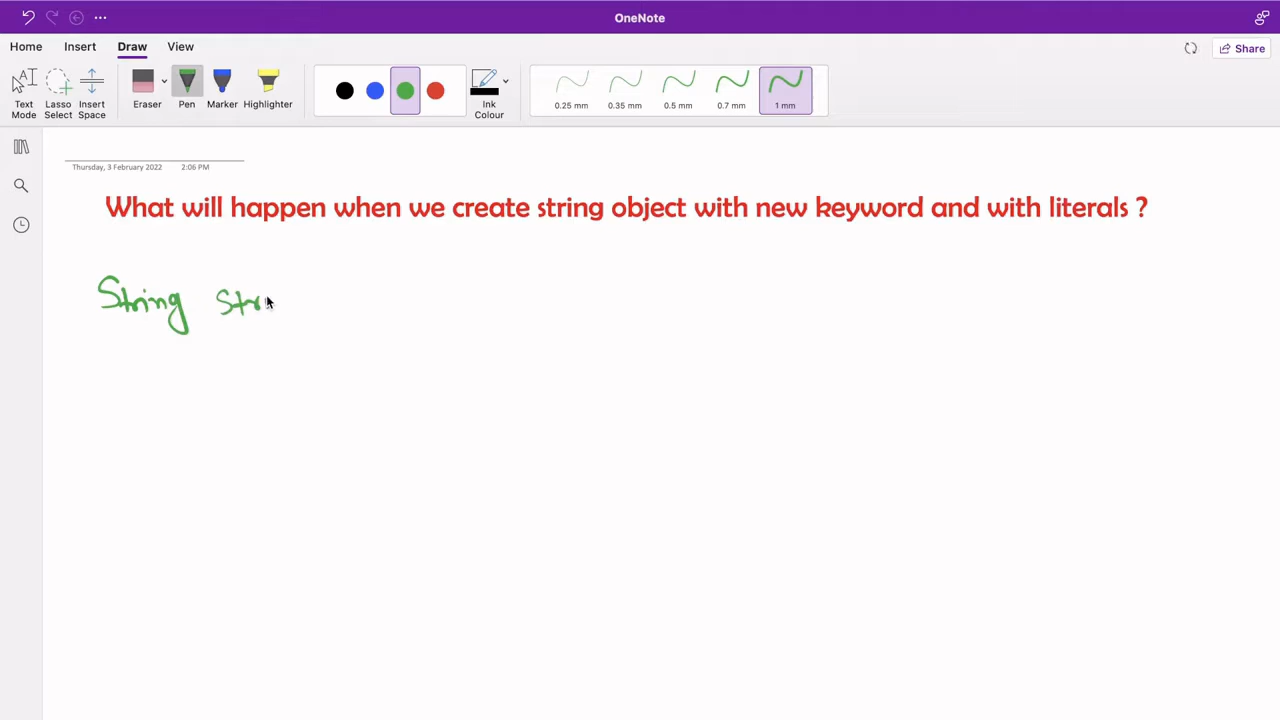 OneNote
Home Insert Draw View
Share
Text Mode
Lasso Select
Insert Space
Eraser
Pen
Marker
Highlighter
Ink Colour
0.25 mm
0.35 mm
0.5 mm
0.7 mm
1 mm
Thursday, 3 February 2022 2:06 PM
What will happen when we create string object with new keyword and with literals ?
String Str